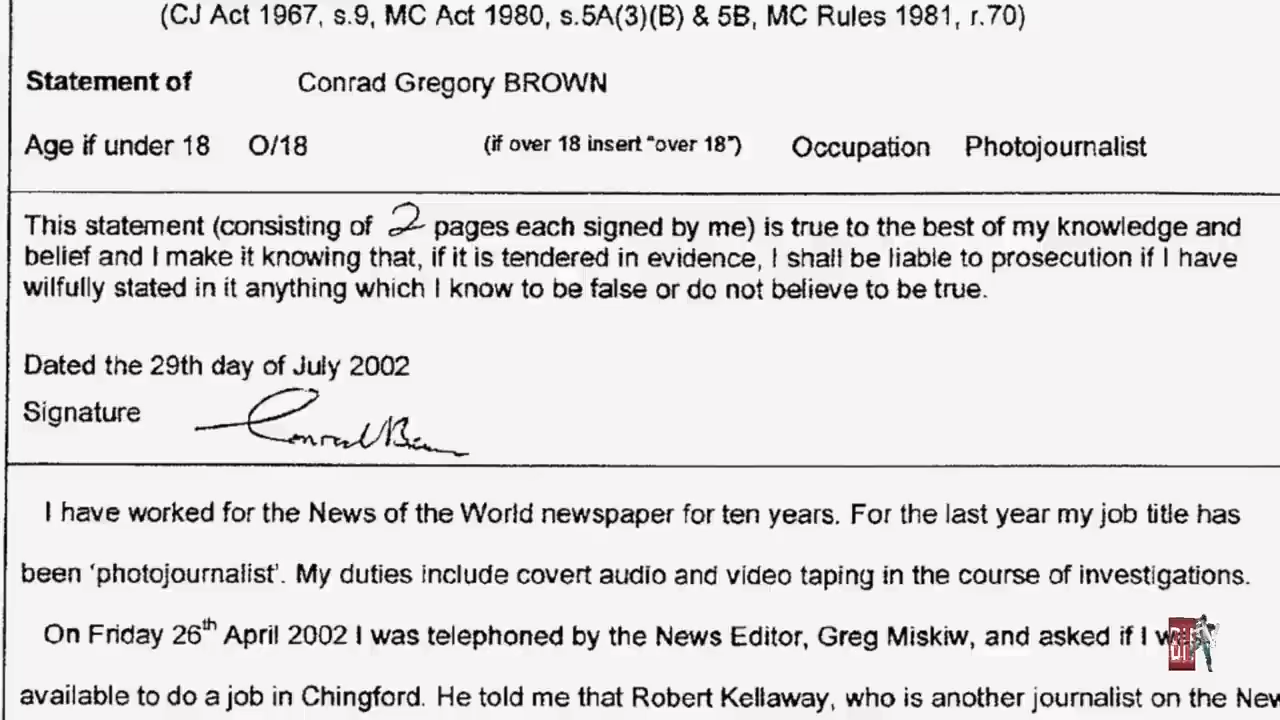 (CJ Act 1967, s.9, MC Act 1980, s.5A(3)(B) & 5B, MC Rules 1981, r.70)
Statement of Conrad Gregory BROWN
Age if under 18 O/18 (if over 18 insert "over 18") Occupation Photojournalist
This statement (consisting of 2 pages each signed by me) is true to the best of my knowledge and
belief and I make it knowing that, if it is tendered in evidence, I shall be liable to prosecution if I have
wilfully stated in it anything which I know to be false or do not believe to be true.
Dated the 29th day of July 2002
Signature Conrad Brown
I have worked for the News of the World newspaper for ten years. For the last year my job title has
been 'photojournalist'. My duties include covert audio and video taping in the course of investigations.
On Friday 26th April 2002 I was telephoned by the News Editor, Greg Miskiw, and asked if I
available to do a job in Chingford. He told me that Robert Kellaway, who is another journalist on the New